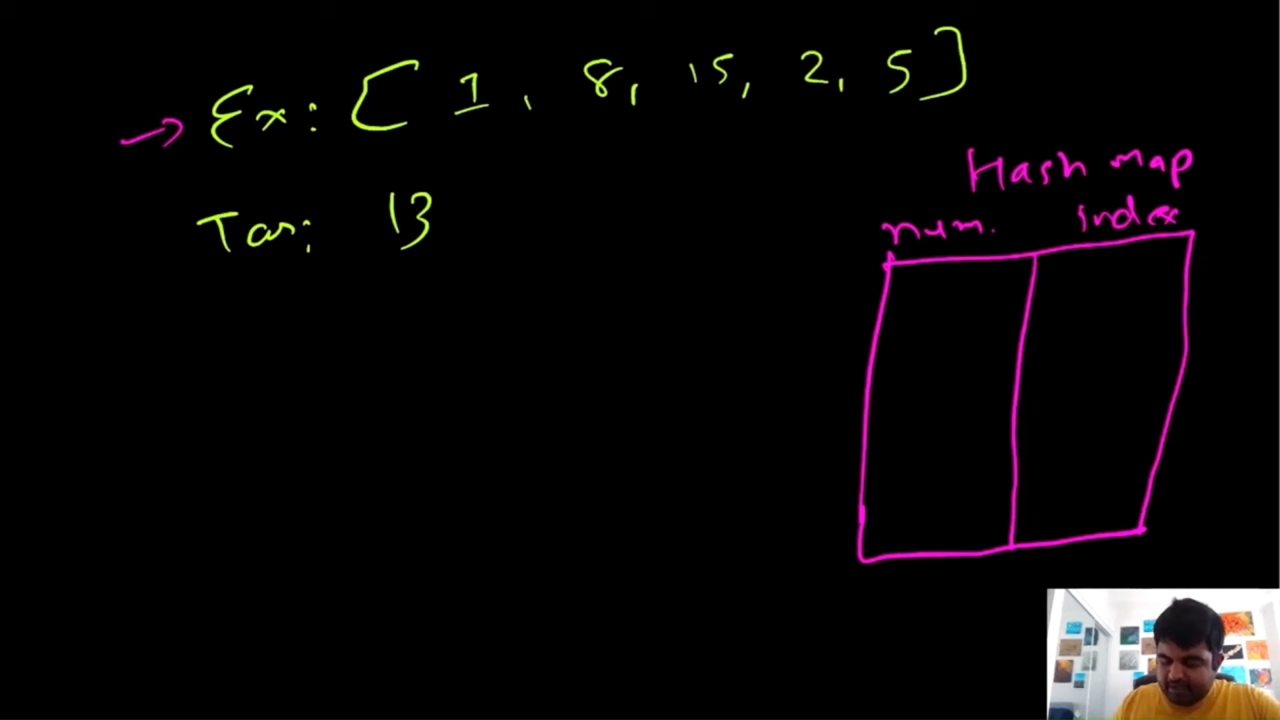 Ex: [ 1, 8, 15, 2, 5 ]
Tar: 13
Hash map
num. index